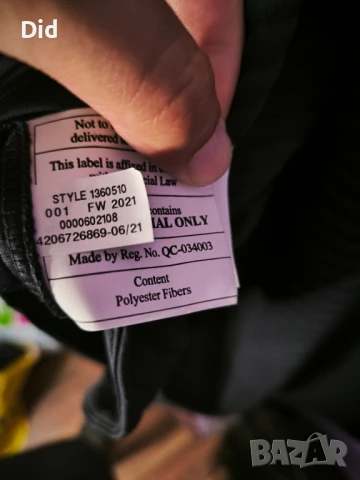 Did
Not to
delivered
This label is affixed in
Law
STYLE 1360510
001 FW 2021
0000602108
4206726869-06/21
contains
ONLY
Made by Reg. No. QC-034003
Content
Polyester Fibers
BAZAR